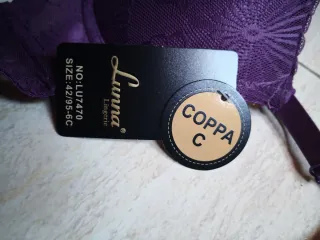 NO:LU7470
SIZE:42/95-6C
Lunna®
Lingerie
COPPA
C